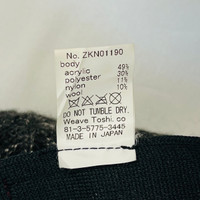 No. ZKN01190
body
acrylic 49%
polyester 30%
nylon 11%
wool 10%
DO NOT TUMBLE DRY.
Weave Toshi. co
81-3-5775-3445
MADE IN JAPAN